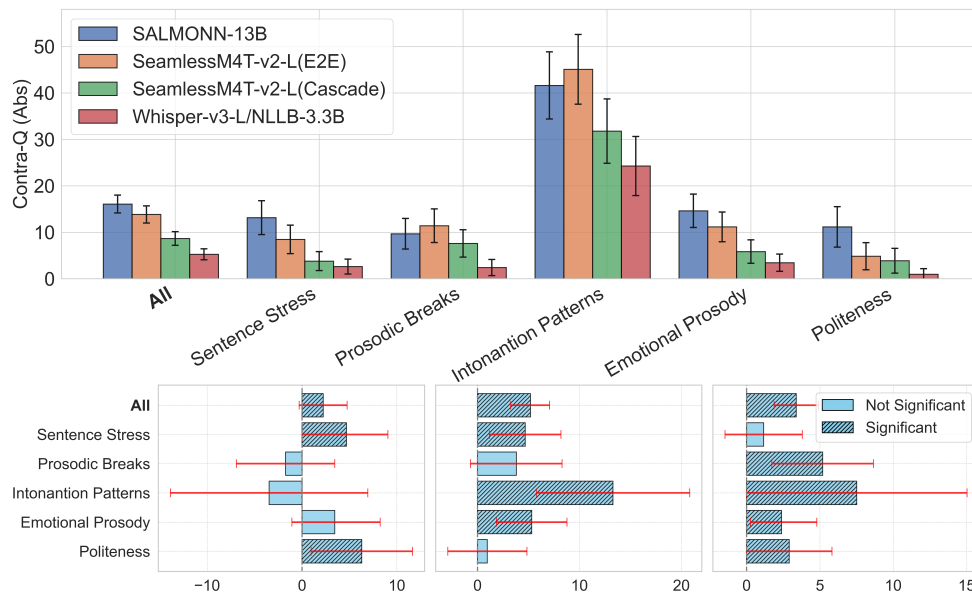 SALMONN-13B
SeamlessM4T-v2-L(E2E)
SeamlessM4T-v2-L(Cascade)
Whisper-v3-L/NLLB-3.3B
Contra-Q (Abs)
50
40
30
20
10
0
All
Sentence Stress
Prosodic Breaks
Intonantion Patterns
Emotional Prosody
Politeness
All
Sentence Stress
Prosodic Breaks
Intonantion Patterns
Emotional Prosody
Politeness
Not Significant
Significant
−10 0 10
0 10 20
0 5 10 15